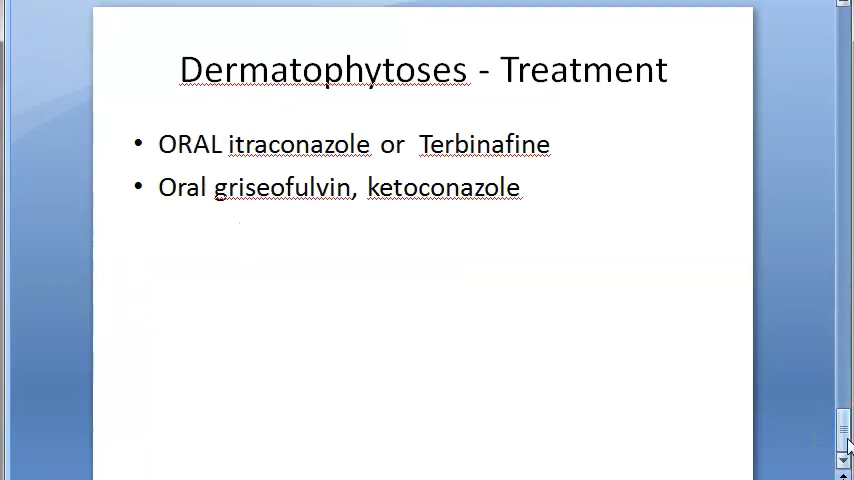 Dermatophytoses - Treatment
• ORAL itraconazole or Terbinafine
• Oral griseofulvin, ketoconazole